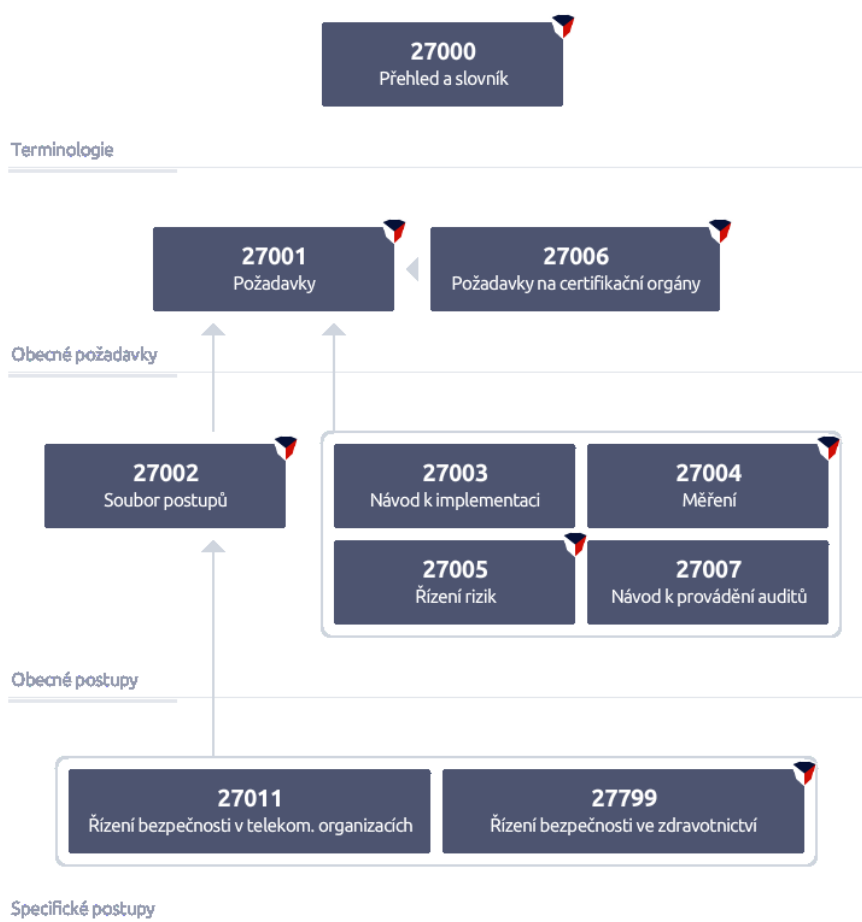 27000
Přehled a slovník
Terminologie
27001
Požadavky
27006
Požadavky na certifikační orgány
Obecné požadavky
27002
Soubor postupů
27003
Návod k implementaci
27004
Měření
27005
Řízení rizik
27007
Návod k provádění auditů
Obecné postupy
27011
Řízení bezpečnosti v telekom. organizacích
27799
Řízení bezpečnosti ve zdravotnictví
Specifické postupy